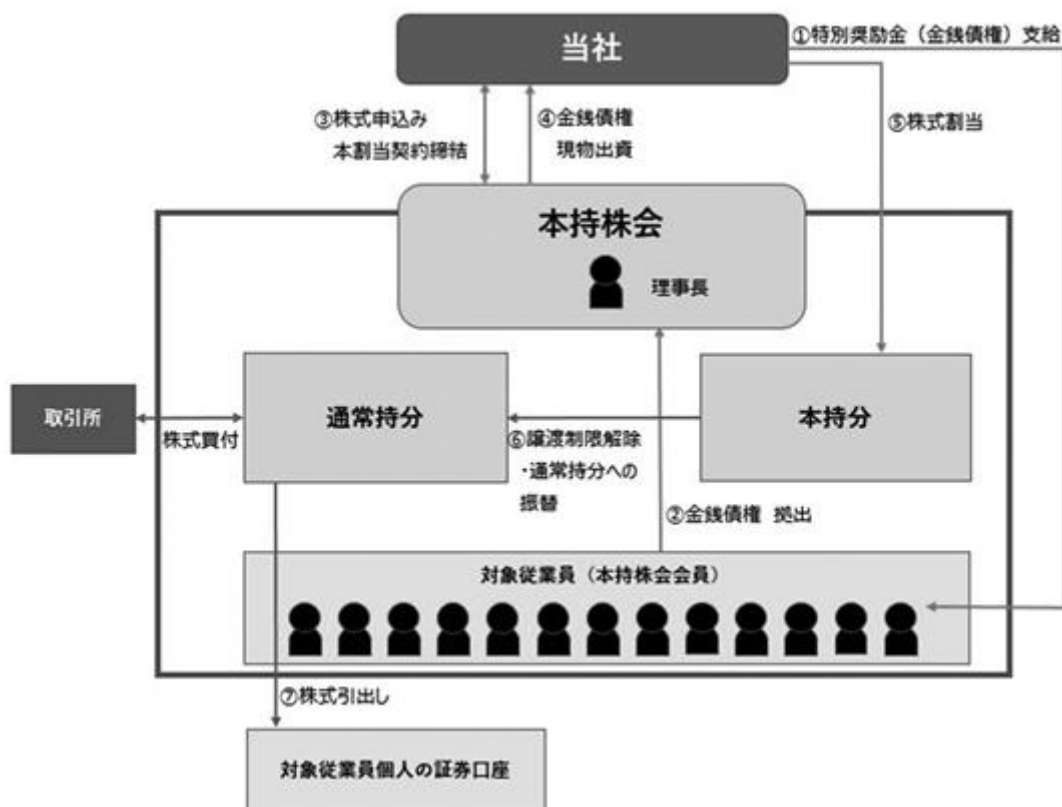 当社
①特別奨励金（金銭債権）支給
③株式申込み
本割当契約締結
④金銭債権
現物出資
⑤株式割当
本持株会
理事長
取引所
株式買付
通常持分
本持分
⑥譲渡制限解除
・通常持分への
振替
②金銭債権 拠出
対象従業員（本持株会会員）
⑦株式引出し
対象従業員個人の証券口座